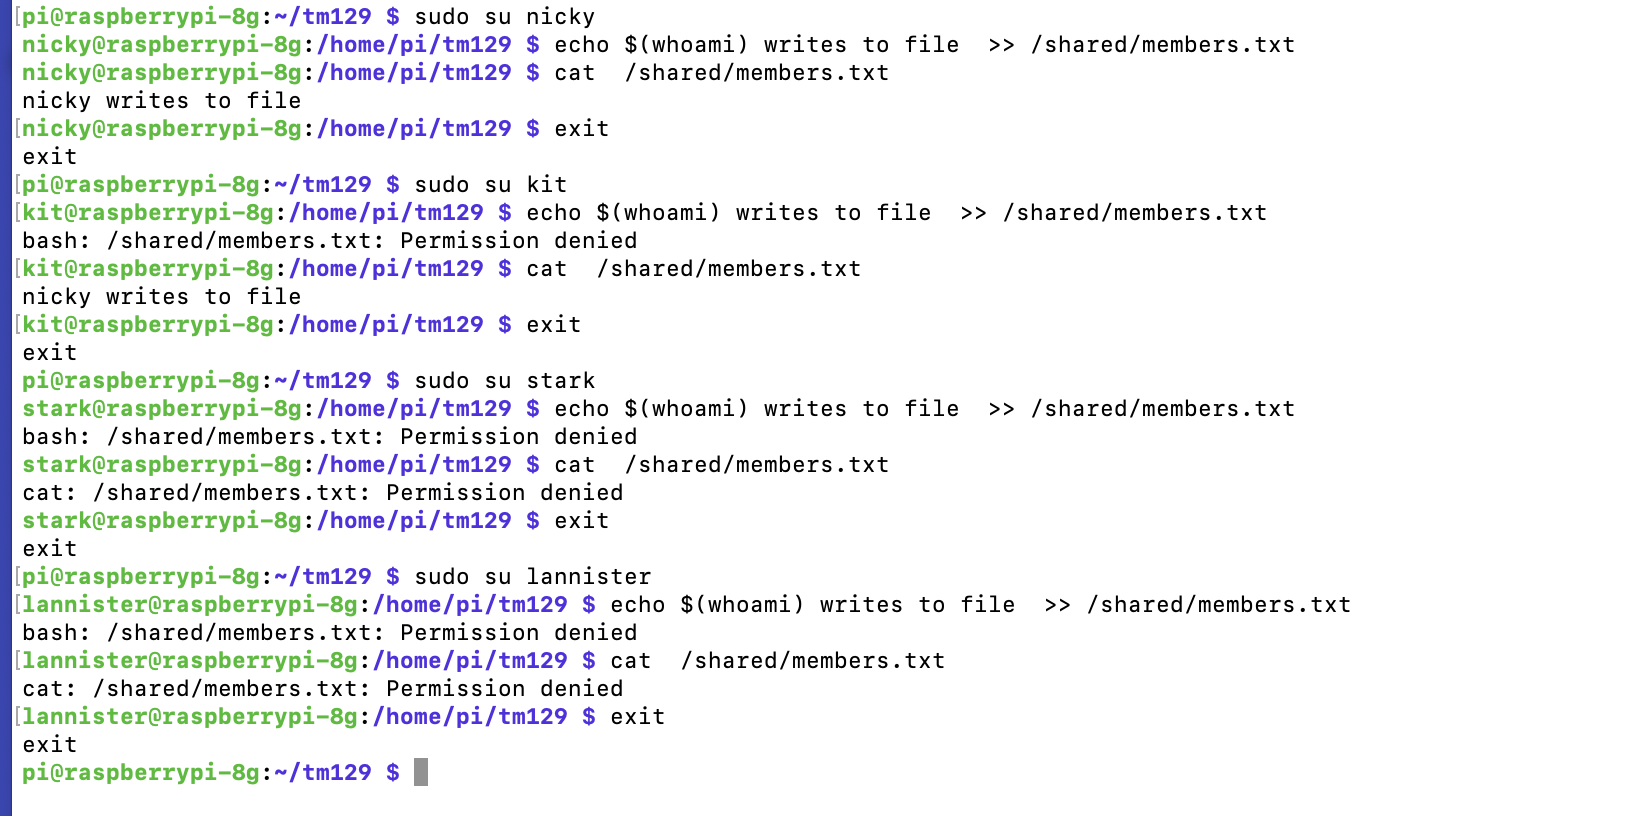 [pi@raspberrypi-8g:~/tm129 $ sudo su nicky
nicky@raspberrypi-8g:/home/pi/tm129 $ echo $(whoami) writes to file  >> /shared/members.txt
nicky@raspberrypi-8g:/home/pi/tm129 $ cat  /shared/members.txt
nicky writes to file
[nicky@raspberrypi-8g:/home/pi/tm129 $ exit
exit
[pi@raspberrypi-8g:~/tm129 $ sudo su kit
[kit@raspberrypi-8g:/home/pi/tm129 $ echo $(whoami) writes to file  >> /shared/members.txt
bash: /shared/members.txt: Permission denied
[kit@raspberrypi-8g:/home/pi/tm129 $ cat  /shared/members.txt
nicky writes to file
[kit@raspberrypi-8g:/home/pi/tm129 $ exit
exit
pi@raspberrypi-8g:~/tm129 $ sudo su stark
stark@raspberrypi-8g:/home/pi/tm129 $ echo $(whoami) writes to file  >> /shared/members.txt
bash: /shared/members.txt: Permission denied
stark@raspberrypi-8g:/home/pi/tm129 $ cat  /shared/members.txt
cat: /shared/members.txt: Permission denied
stark@raspberrypi-8g:/home/pi/tm129 $ exit
exit
[pi@raspberrypi-8g:~/tm129 $ sudo su lannister
[lannister@raspberrypi-8g:/home/pi/tm129 $ echo $(whoami) writes to file  >> /shared/members.txt
bash: /shared/members.txt: Permission denied
[lannister@raspberrypi-8g:/home/pi/tm129 $ cat  /shared/members.txt
cat: /shared/members.txt: Permission denied
[lannister@raspberrypi-8g:/home/pi/tm129 $ exit
exit
pi@raspberrypi-8g:~/tm129 $